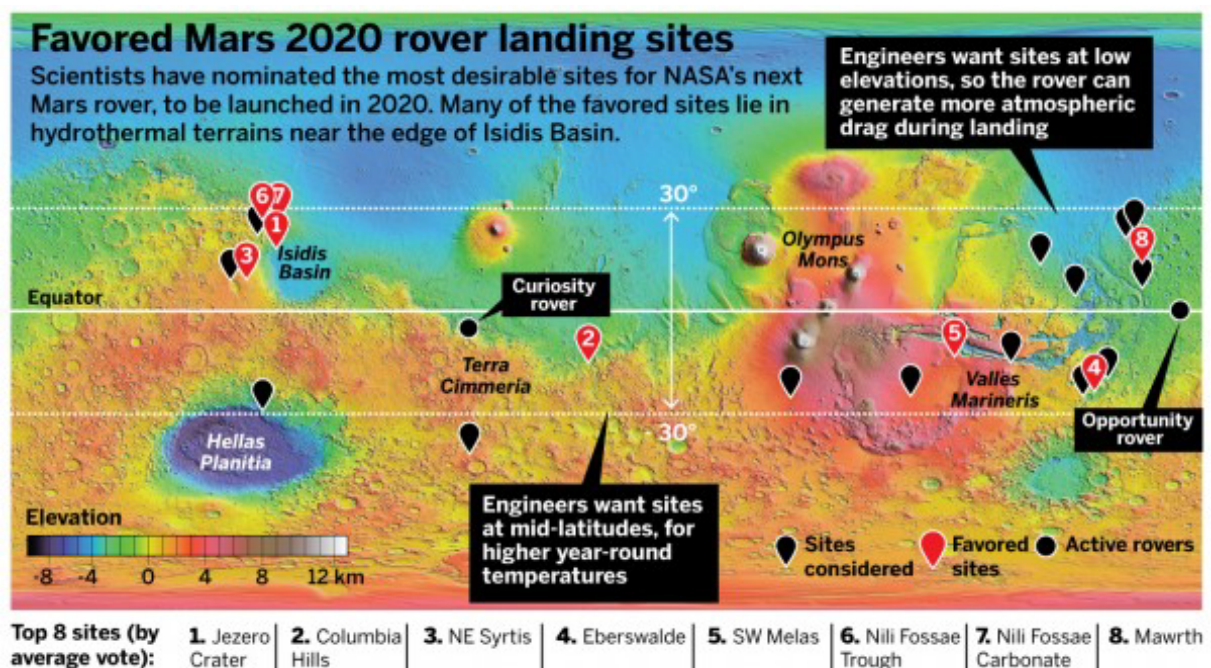 Favored Mars 2020 rover landing sites
Scientists have nominated the most desirable sites for NASA's next
Mars rover, to be launched in 2020. Many of the favored sites lie in
hydrothermal terrains near the edge of Isidis Basin.
Engineers want sites at low
elevations, so the rover can
generate more atmospheric
drag during landing
6 7
30°
1
8
Olympus
Mons
3
Isidis
Basin
Curiosity
rover
Equator
2
5
Terra
Cimmeria
4
Valles
Marineris
Opportunity
rover
- 30°
Hellas
Planitia
Engineers want sites
at mid-latitudes, for
higher year-round
temperatures
Elevation
-8 -4 0 4 8 12 km
Sites
considered
Favored
sites
Active rovers
Top 8 sites (by
average vote):
1. Jezero
Crater
2. Columbia
Hills
3. NE Syrtis
4. Eberswalde
5. SW Melas
6. Nili Fossae
Trough
7. Nili Fossae
Carbonate
8. Mawrth